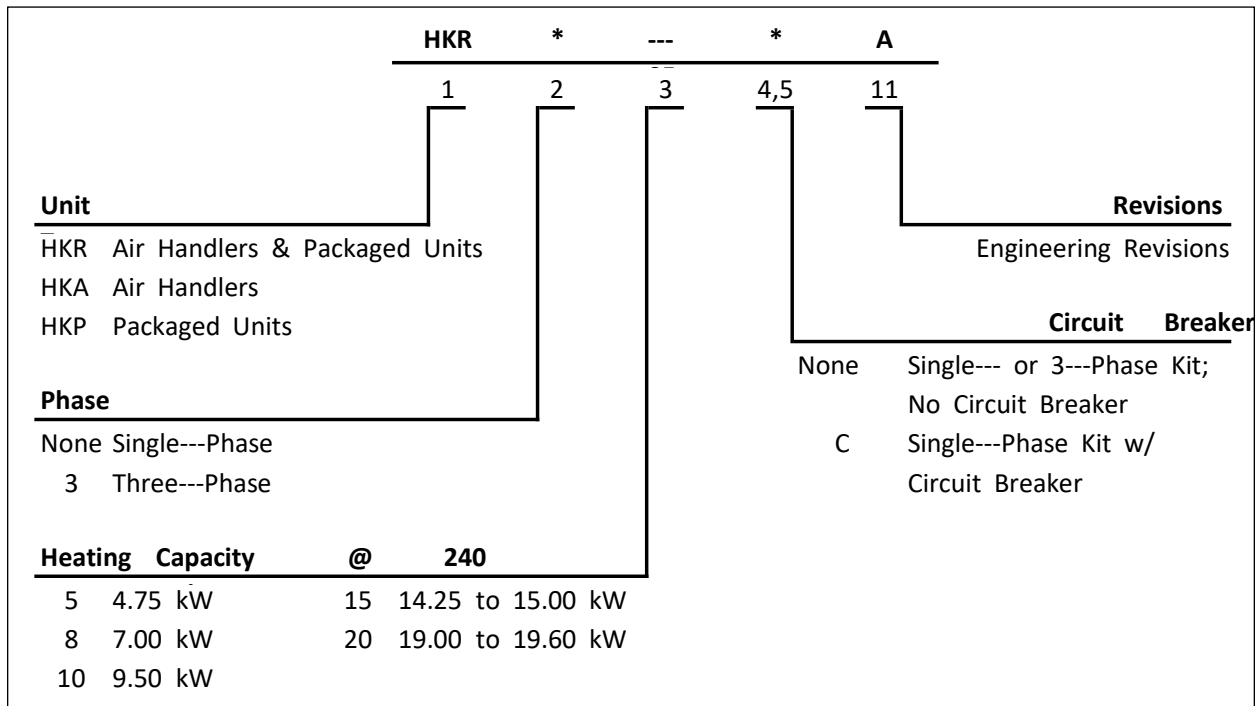 HKR * --- * A
1 2 3 4,5 11
Unit
HKR Air Handlers & Packaged Units
HKA Air Handlers
HKP Packaged Units
Phase
None Single---Phase
3 Three---Phase
Heating Capacity @ 240
5 4.75 kW 15 14.25 to 15.00 kW
8 7.00 kW 20 19.00 to 19.60 kW
10 9.50 kW
Revisions
Engineering Revisions
Circuit Breaker
None Single--- or 3---Phase Kit;
No Circuit Breaker
C Single---Phase Kit w/
Circuit Breaker